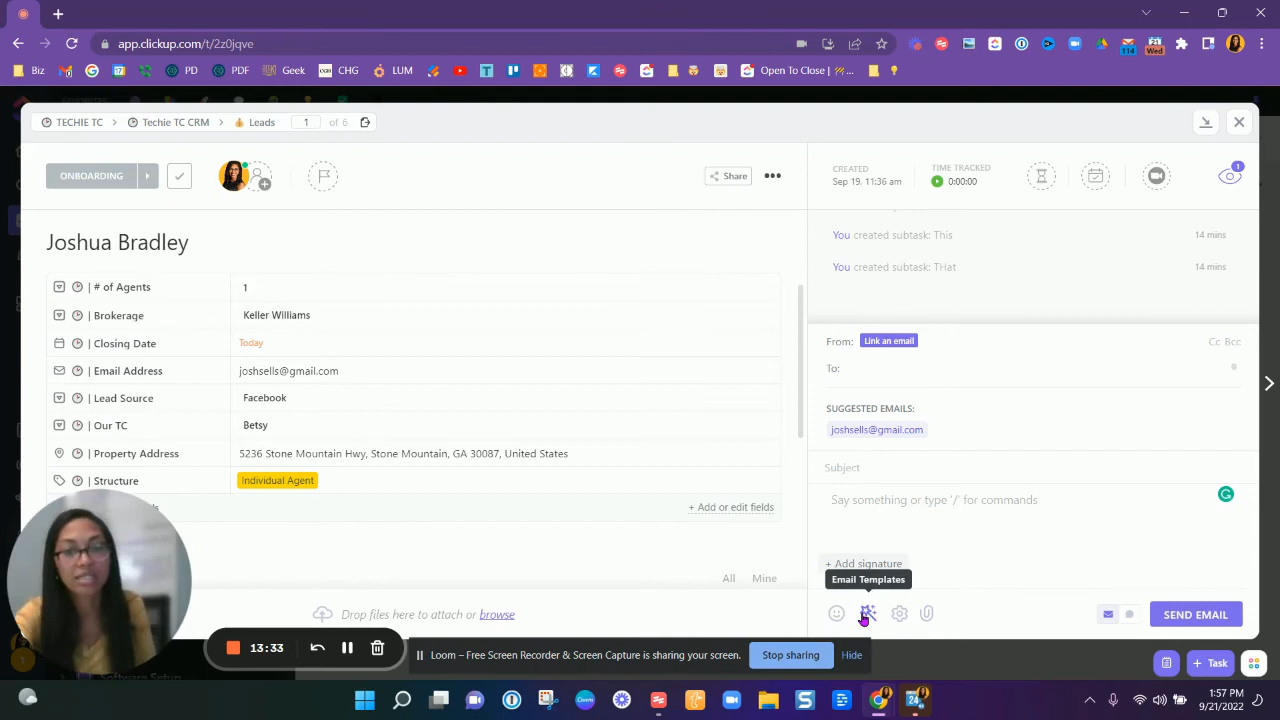 app.clickup.com/t/2z0jqve
114
21
Wed
Biz
PD
PDF
Geek
CHG
LUM
Open To Close | //...
TECHIE TC > Techie TC CRM > Leads 1 of 6
ONBOARDING
Share
CREATED
Sep 19, 11:36 am
TIME TRACKED
0:00:00
1
Joshua Bradley
| # of Agents 1
| Brokerage Keller Williams
| Closing Date Today
| Email Address joshsells@gmail.com
| Lead Source Facebook
| Our TC Betsy
| Property Address 5236 Stone Mountain Hwy, Stone Mountain, GA 30087, United States
| Structure Individual Agent
+ Add or edit fields
All Mine
Drop files here to attach or browse
You created subtask: This 14 mins
You created subtask: THat 14 mins
From: Link an email Cc Bcc
To:
SUGGESTED EMAILS:
joshsells@gmail.com
Subject
Say something or type '/' for commands
+ Add signature
Email Templates
SEND EMAIL
13:33
Loom – Free Screen Recorder & Screen Capture is sharing your screen. Stop sharing Hide
Software Setup
+ Task
1:57 PM
9/21/2022